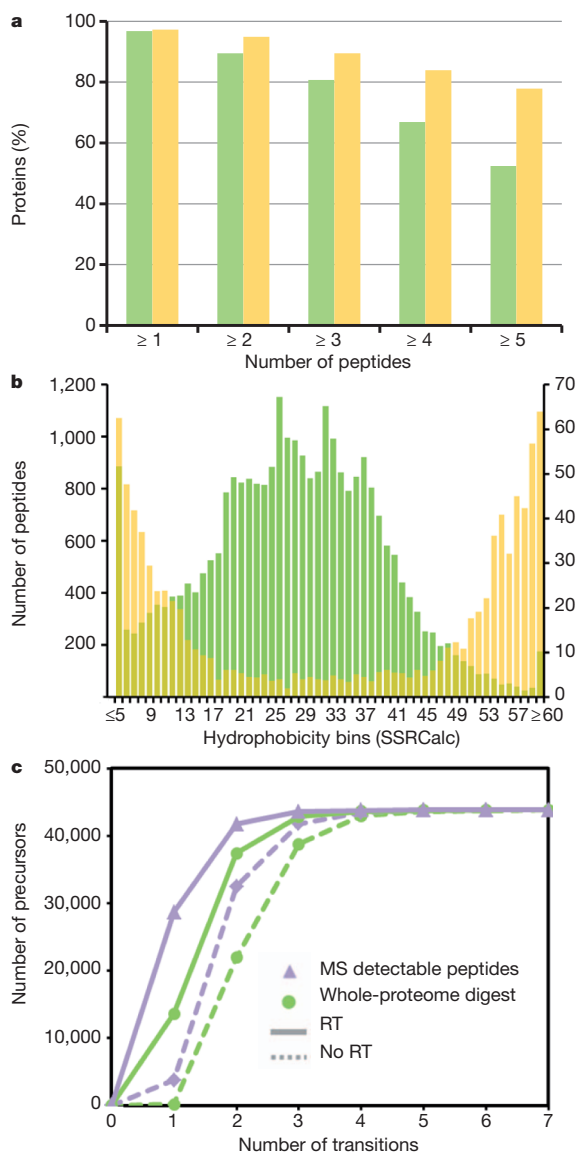 a
100
80
60
40
20
0
Proteins (%)
≥ 1 ≥ 2 ≥ 3 ≥ 4 ≥ 5
Number of peptides
b
1,200
1,000
800
600
400
200
Number of peptides
70
60
50
40
30
20
10
0
≤5 9 13 17 21 25 29 33 37 41 45 49 53 57 ≥60
Hydrophobicity bins (SSRCalc)
c
50,000
40,000
30,000
20,000
10,000
0
Number of precursors
MS detectable peptides
Whole-proteome digest
RT
No RT
0 1 2 3 4 5 6 7
Number of transitions